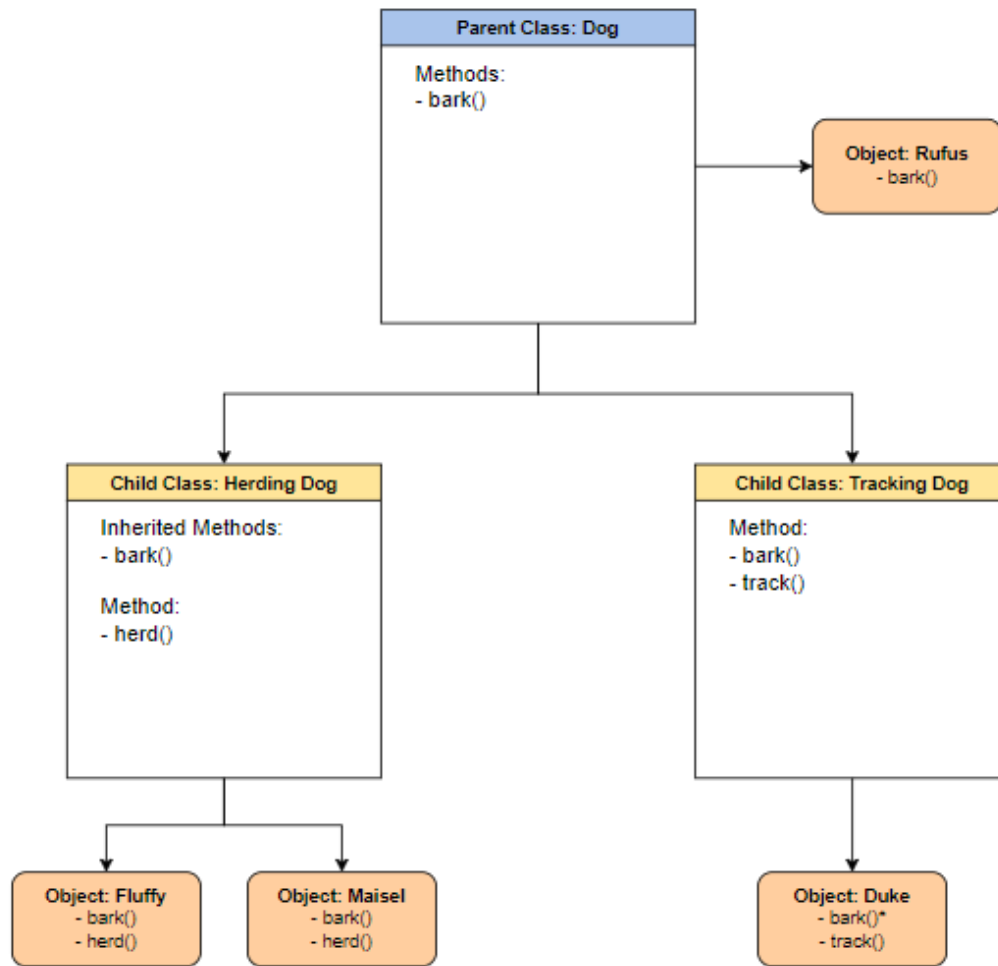 Parent Class: Dog
Methods:
- bark()
Object: Rufus
- bark()
Child Class: Herding Dog
Inherited Methods:
- bark()
Method:
- herd()
Child Class: Tracking Dog
Method:
- bark()
- track()
Object: Fluffy
- bark()
- herd()
Object: Maisel
- bark()
- herd()
Object: Duke
- bark()*
- track()